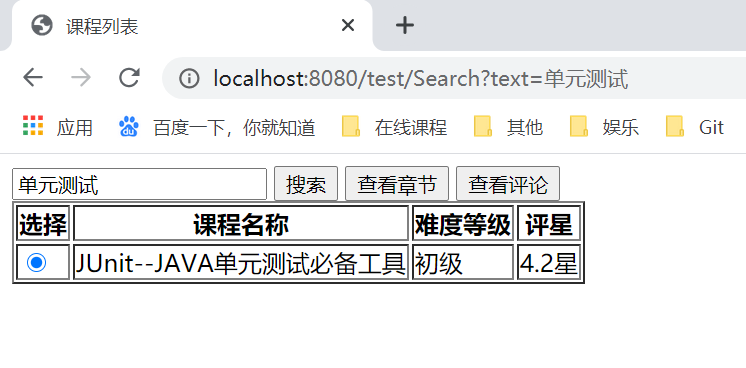 课程列表
localhost:8080/test/Search?text=单元测试
应用 百度一下，你就知道 在线课程 其他 娱乐 Git
单元测试 搜索 查看章节 查看评论
选择 课程名称 难度等级 评星
JUnit--JAVA单元测试必备工具 初级 4.2星